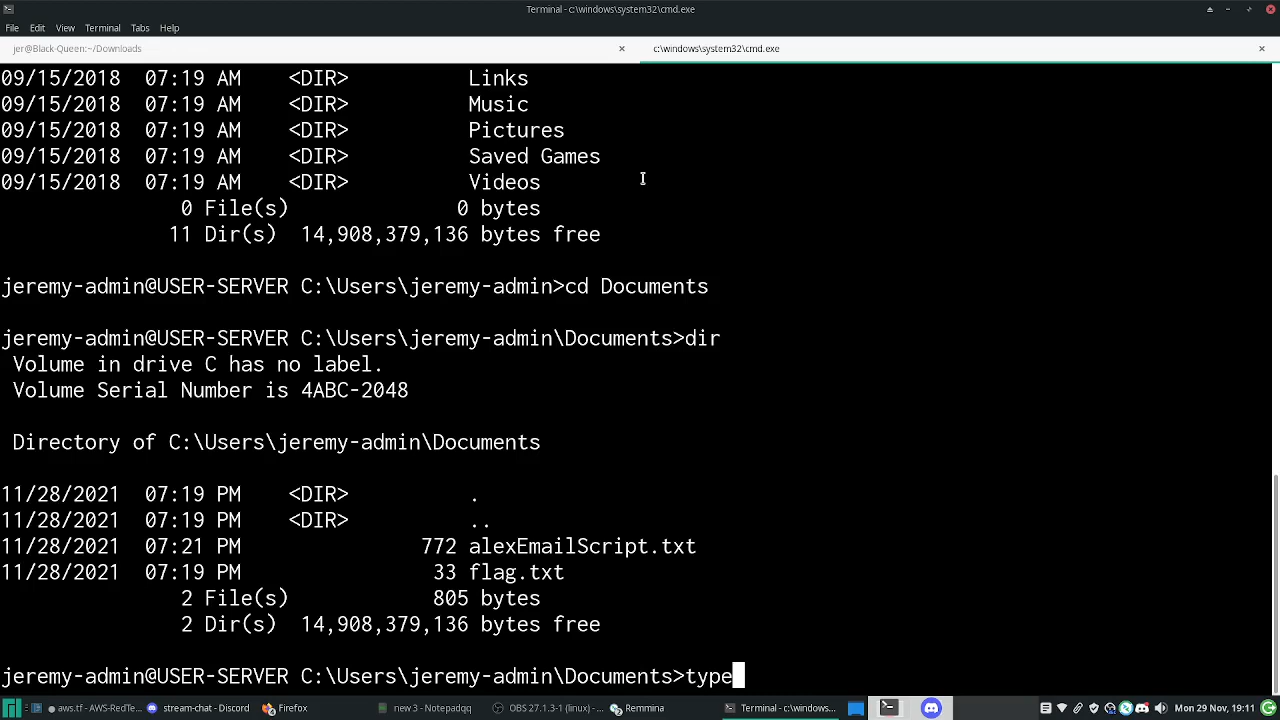 Terminal - c:\windows\system32\cmd.exe
File Edit View Terminal Tabs Help
jer@Black-Queen:~/Downloads × c:\windows\system32\cmd.exe ×
09/15/2018  07:19 AM    <DIR>          Links
09/15/2018  07:19 AM    <DIR>          Music
09/15/2018  07:19 AM    <DIR>          Pictures
09/15/2018  07:19 AM    <DIR>          Saved Games
09/15/2018  07:19 AM    <DIR>          Videos
               0 File(s)              0 bytes
              11 Dir(s)  14,908,379,136 bytes free
jeremy-admin@USER-SERVER C:\Users\jeremy-admin>cd Documents
jeremy-admin@USER-SERVER C:\Users\jeremy-admin\Documents>dir
 Volume in drive C has no label.
 Volume Serial Number is 4ABC-2048
 Directory of C:\Users\jeremy-admin\Documents
11/28/2021  07:19 PM    <DIR>          .
11/28/2021  07:19 PM    <DIR>          ..
11/28/2021  07:21 PM               772 alexEmailScript.txt
11/28/2021  07:19 PM                33 flag.txt
               2 File(s)            805 bytes
               2 Dir(s)  14,908,379,136 bytes free
jeremy-admin@USER-SERVER C:\Users\jeremy-admin\Documents>type
aws.tf - AWS-RedTe... stream-chat - Discord Firefox new 3 - Notepadqq OBS 27.1.3-1 (linux) - ... Remmina Terminal - c:\windows... Mon 29 Nov, 19:11